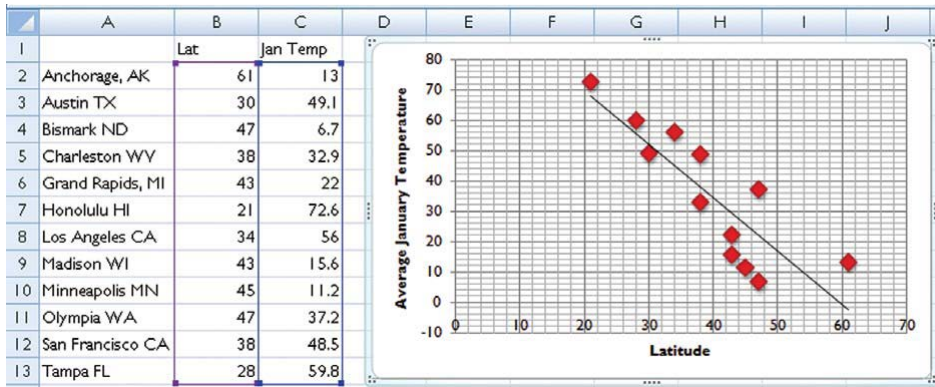 A B C D E F G H I J
1 Lat Jan Temp
2 Anchorage, AK 61 13
3 Austin TX 30 49.1
4 Bismark ND 47 6.7
5 Charleston WV 38 32.9
6 Grand Rapids, MI 43 22
7 Honolulu HI 21 72.6
8 Los Angeles CA 34 56
9 Madison WI 43 15.6
10 Minneapolis MN 45 11.2
11 Olympia WA 47 37.2
12 San Francisco CA 38 48.5
13 Tampa FL 28 59.8
Average January Temperature
80
70
60
50
40
30
20
10
0
-10
0 10 20 30 40 50 60 70
Latitude